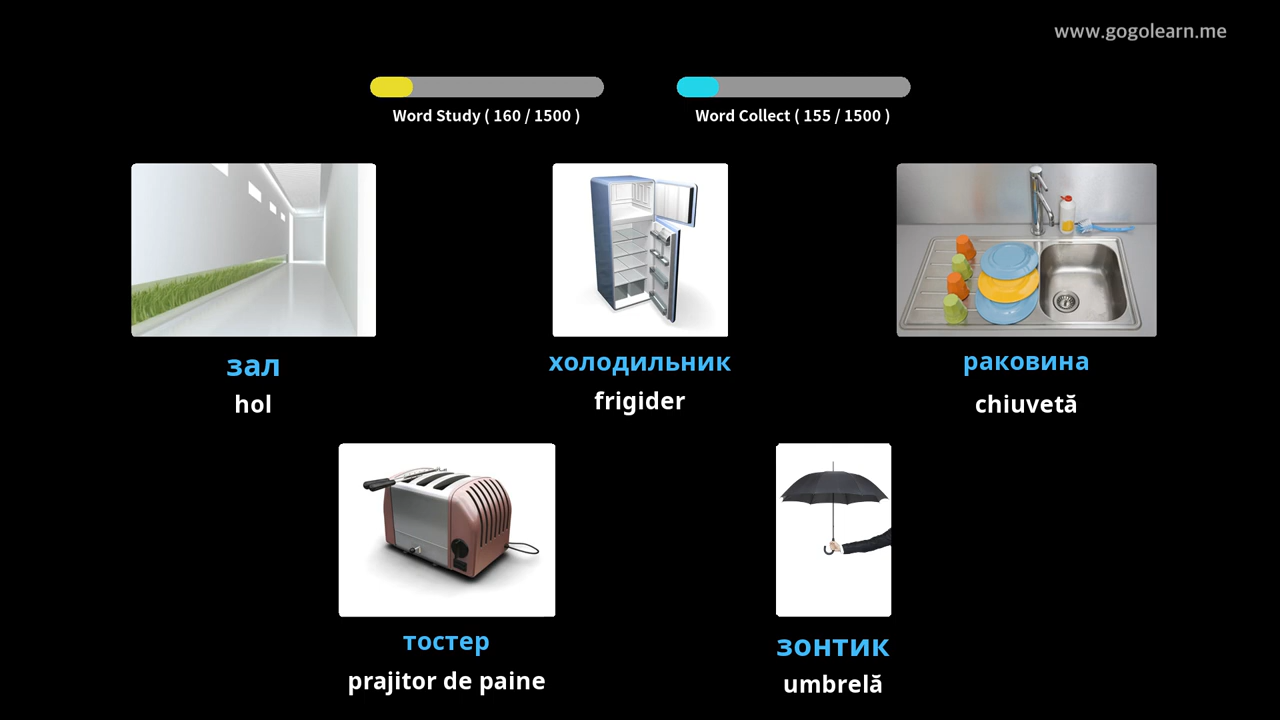 www.gogolearn.me
Word Study ( 160 / 1500 )
Word Collect ( 155 / 1500 )
зал
hol
холодильник
frigider
раковина
chiuvetă
тостер
prajitor de paine
зонтик
umbrelă